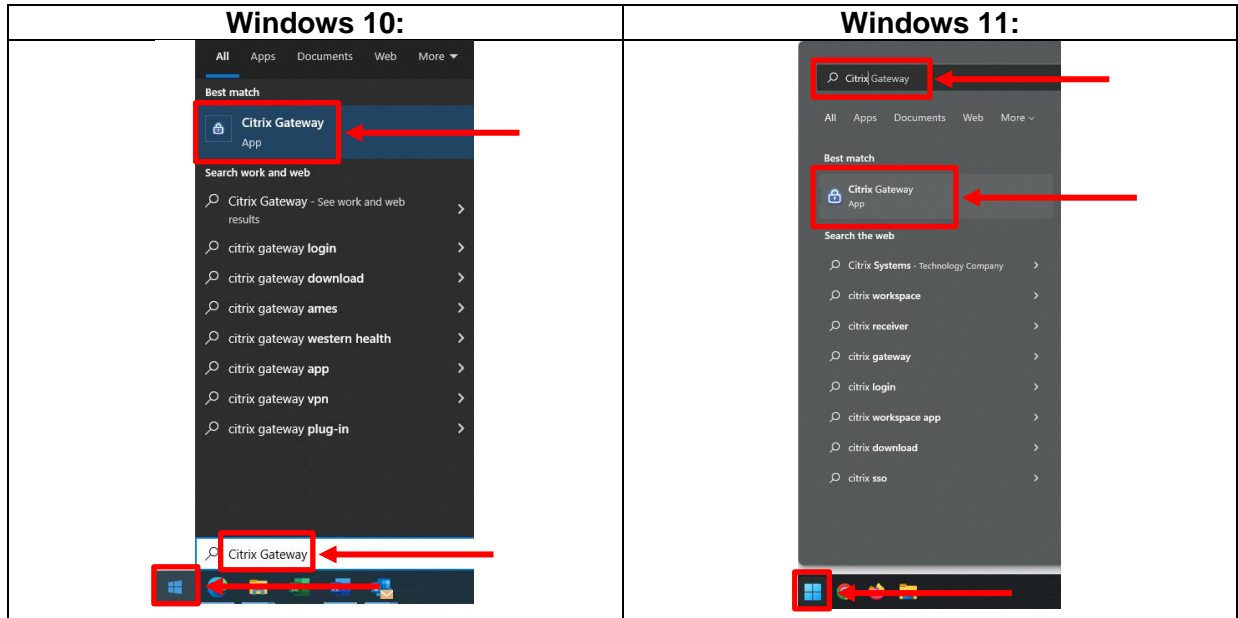 Windows 10:
All Apps Documents Web More
Best match
Citrix Gateway
App
Search work and web
Citrix Gateway - See work and web
results
citrix gateway login
citrix gateway download
citrix gateway ames
citrix gateway western health
citrix gateway app
citrix gateway vpn
citrix gateway plug-in
Citrix Gateway
Windows 11:
Citrix Gateway
All Apps Documents Web More
Best match
Citrix Gateway
App
Search the web
Citrix Systems - Technology Company
citrix workspace
citrix receiver
citrix gateway
citrix login
citrix workspace app
citrix download
citrix sso